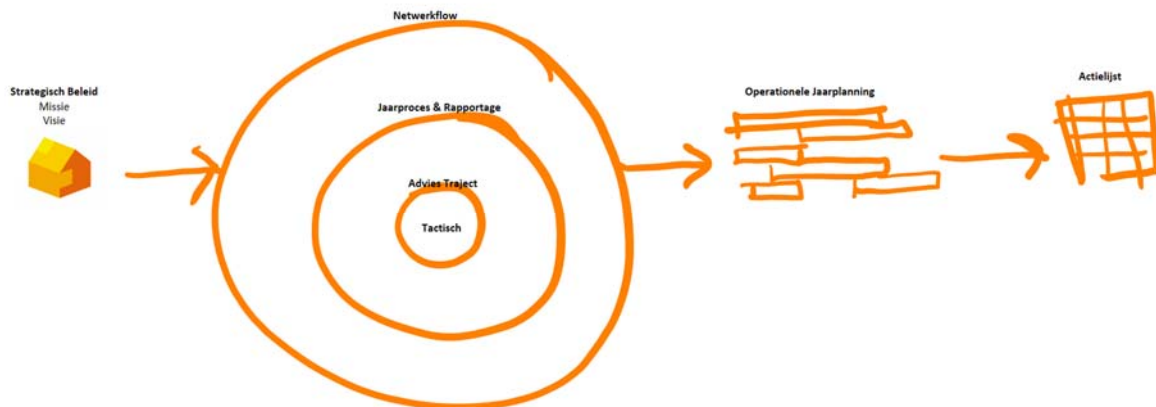 Netwerkflow
Strategisch Beleid
Missie
Visie
Jaarproces & Rapportage
Advies Traject
Tactisch
Operationele Jaarplanning
Actielijst